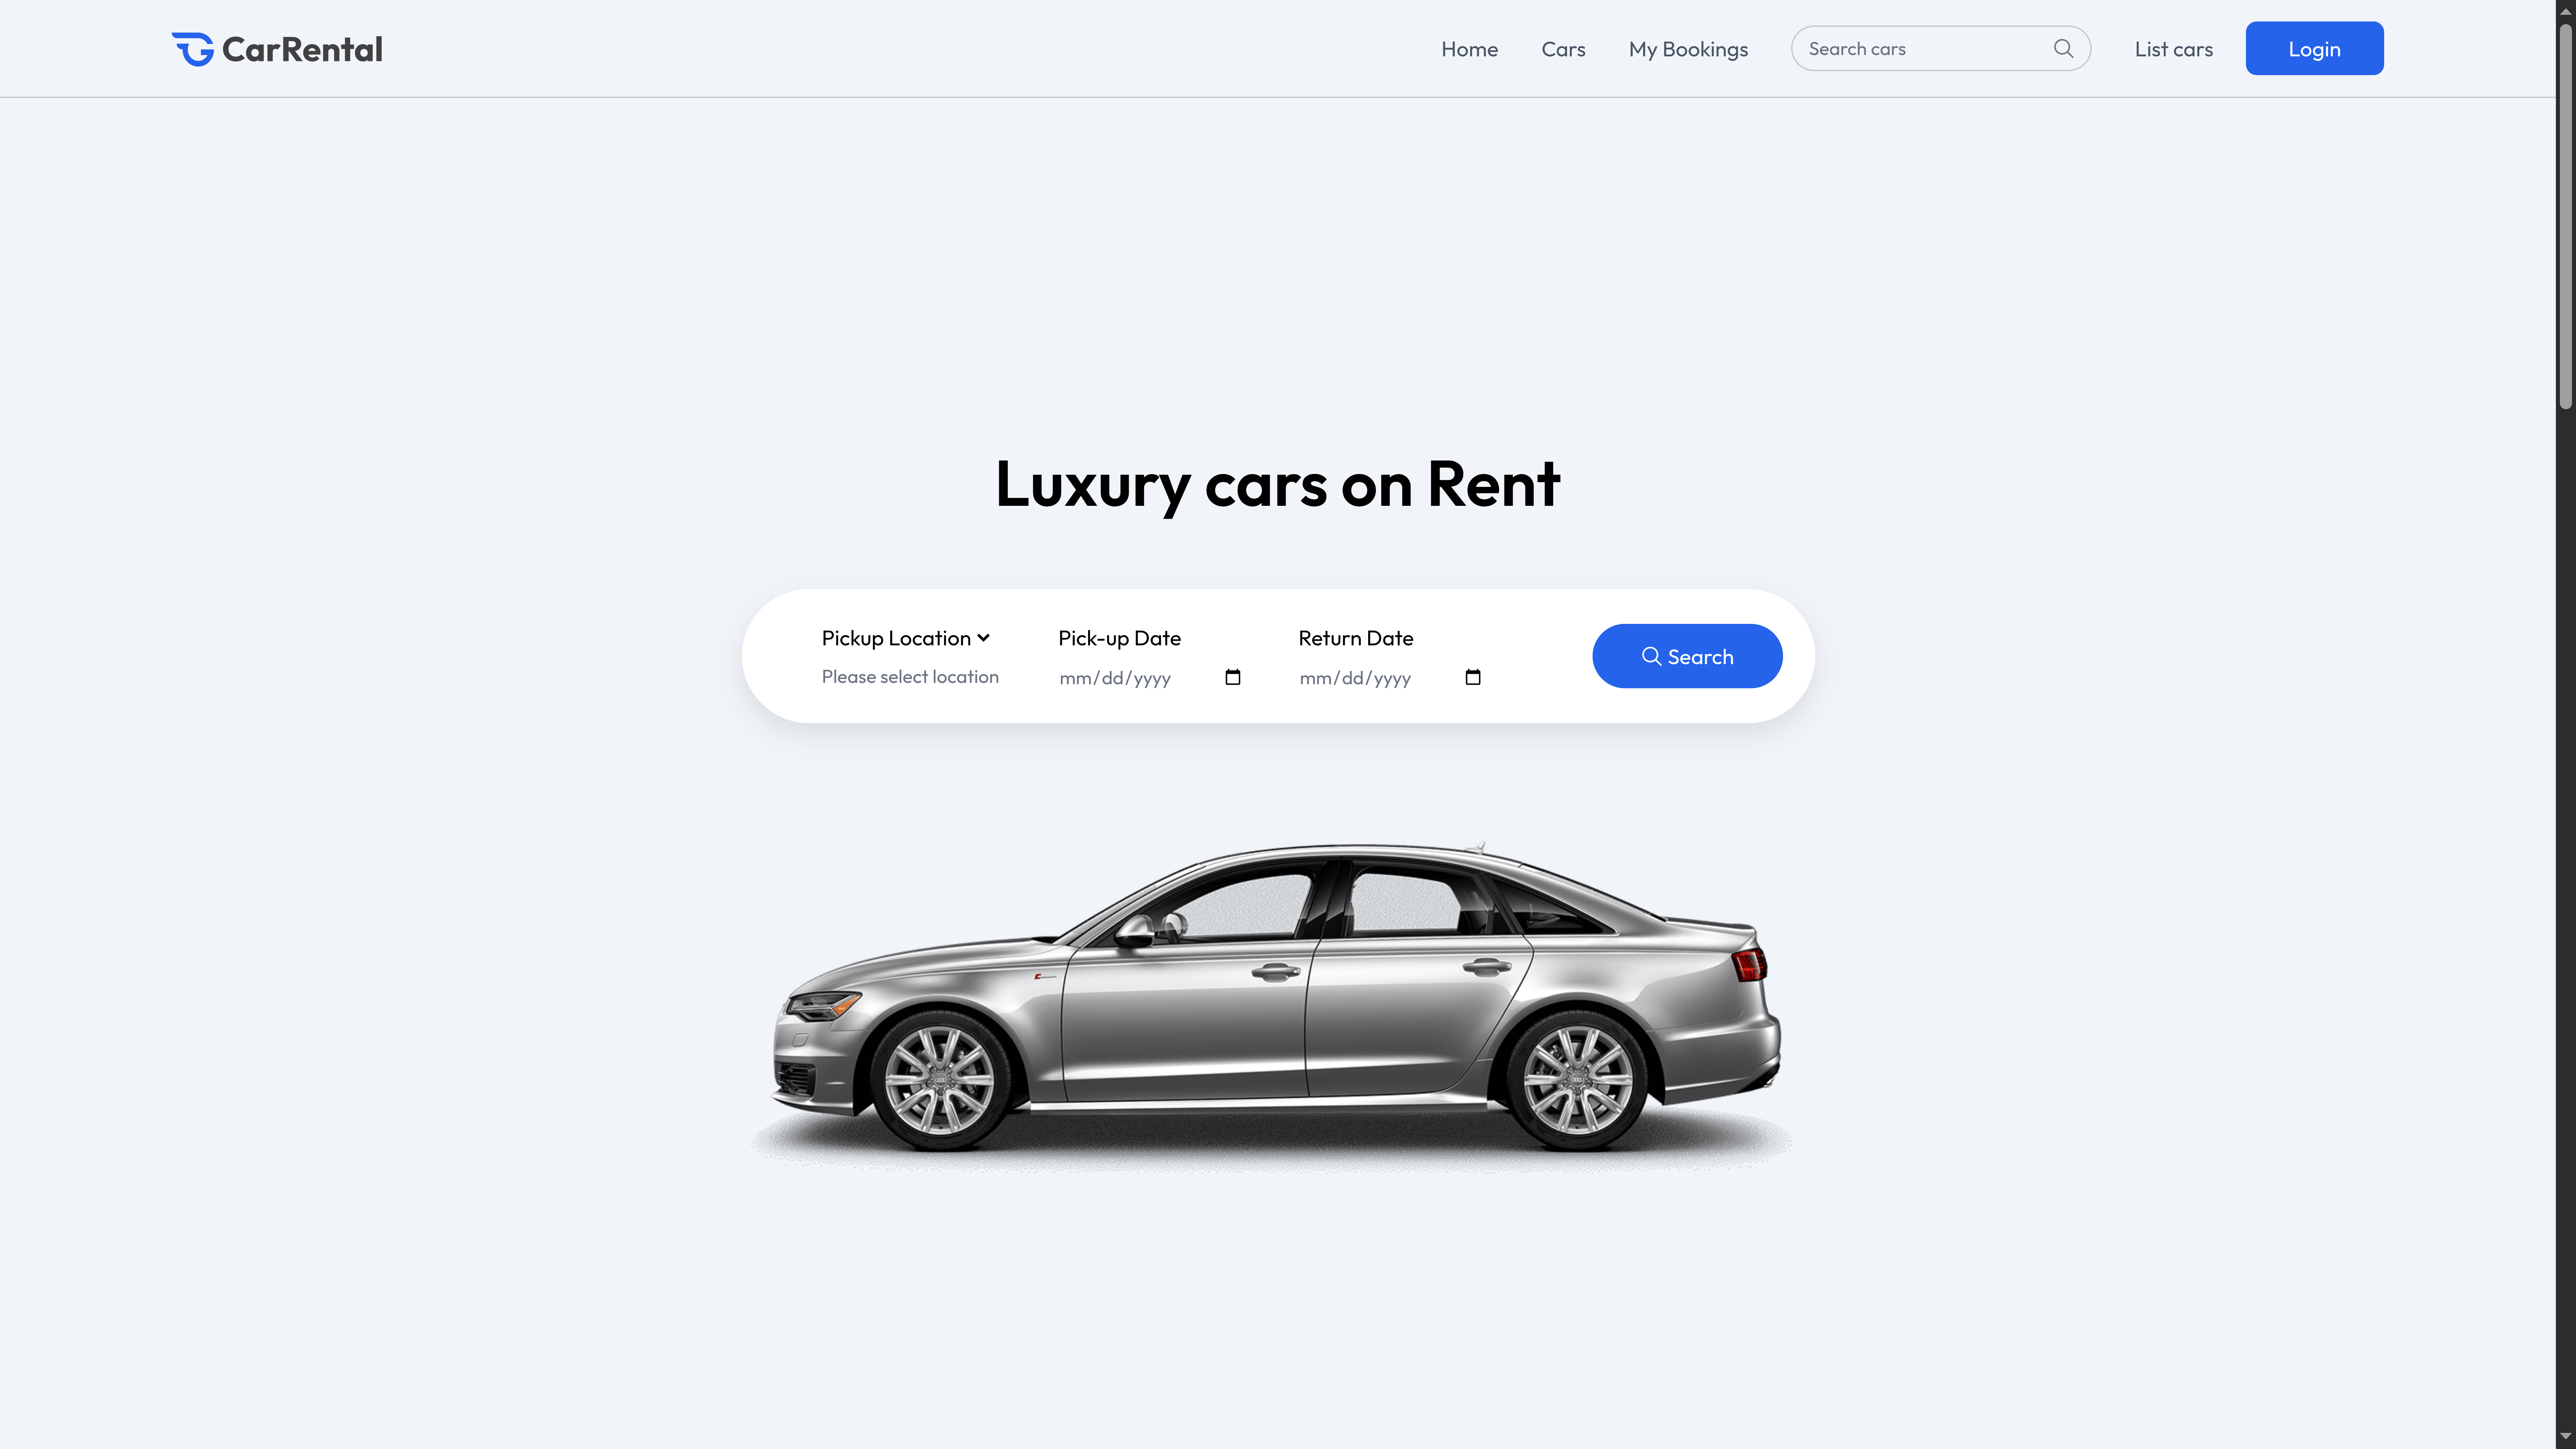 CarRental
Home Cars My Bookings Search cars List cars Login
Luxury cars on Rent
Pickup Location Pick-up Date Return Date
Please select location mm/dd/yyyy mm/dd/yyyy
Search